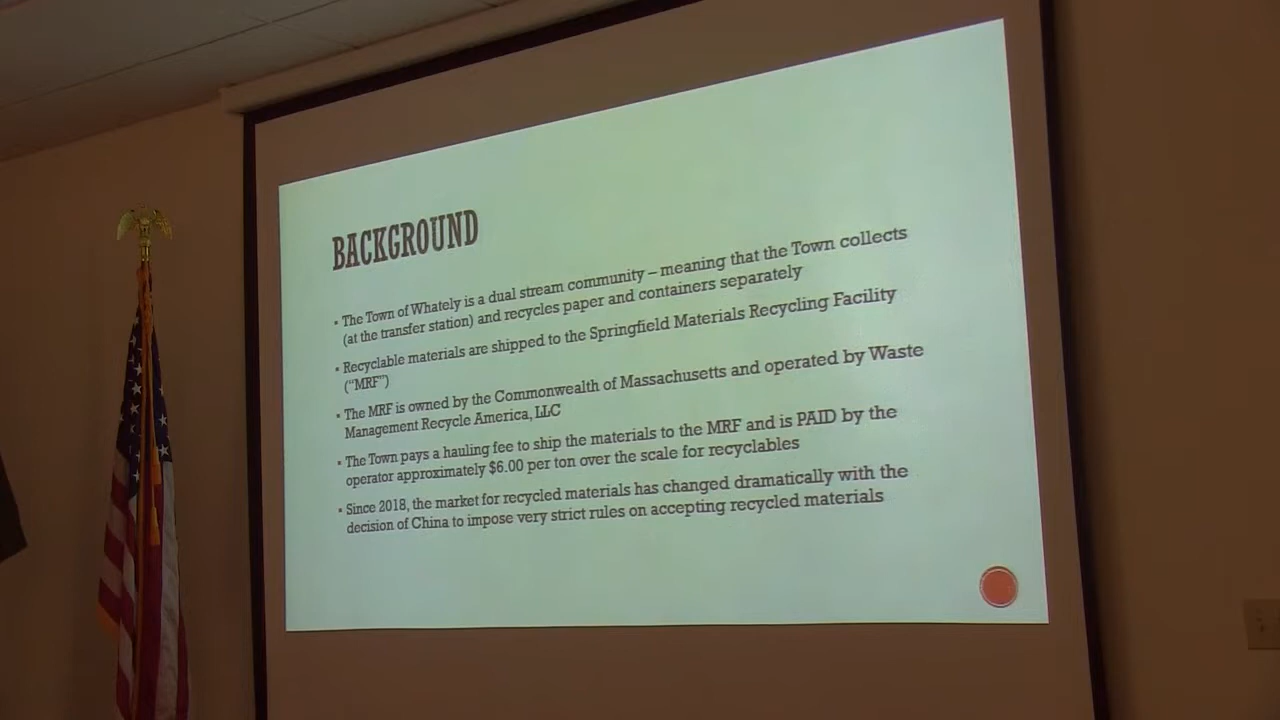 BACKGROUND
▪ The Town of Whately is a dual stream community – meaning that the Town collects
(at the transfer station) and recycles paper and containers separately
▪ Recyclable materials are shipped to the Springfield Materials Recycling Facility
(“MRF”)
▪ The MRF is owned by the Commonwealth of Massachusetts and operated by Waste
Management Recycle America, LLC
▪ The Town pays a hauling fee to ship the materials to the MRF and is PAID by the
operator approximately $6.00 per ton over the scale for recyclables
▪ Since 2018, the market for recycled materials has changed dramatically with the
decision of China to impose very strict rules on accepting recycled materials